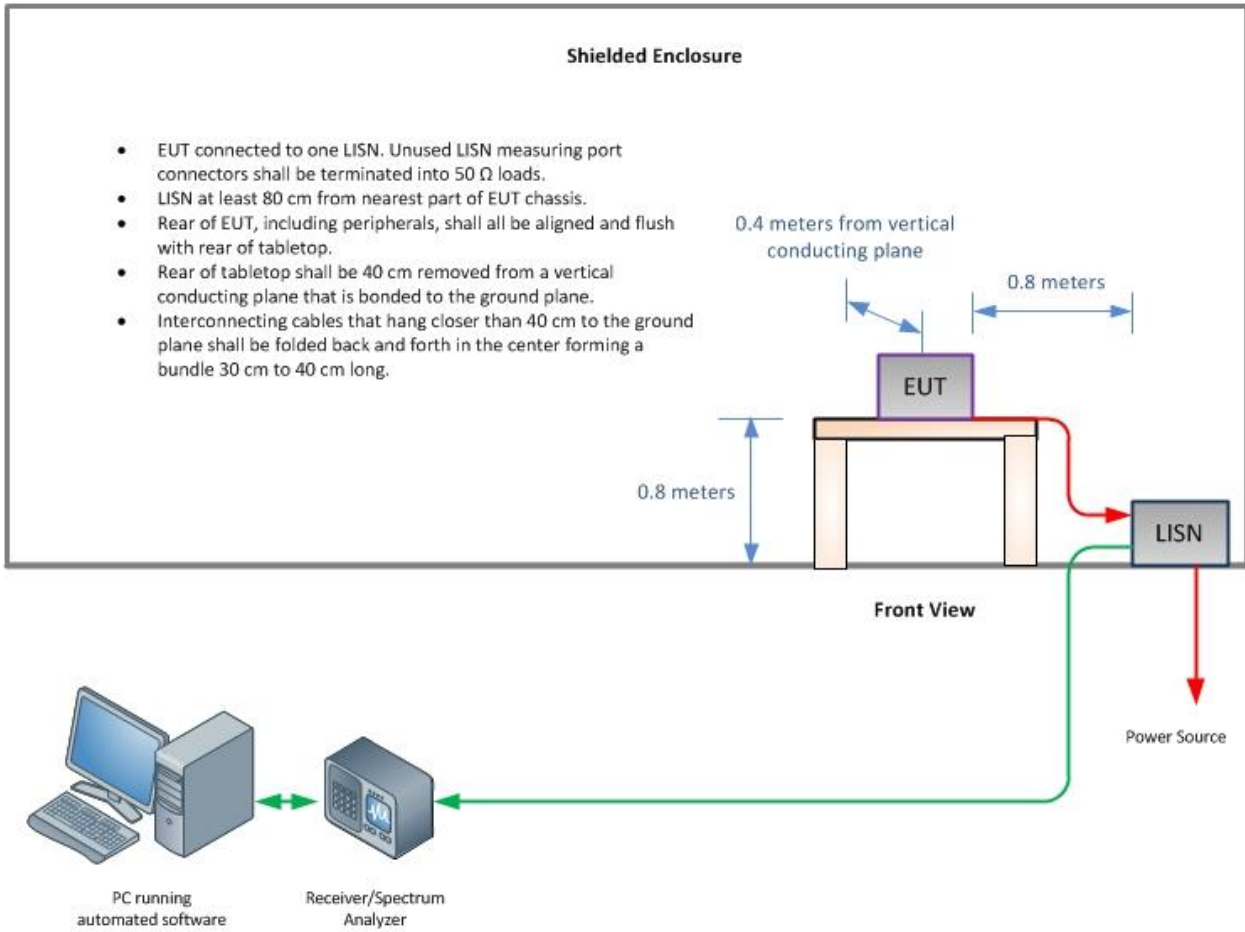 Shielded Enclosure
• EUT connected to one LISN. Unused LISN measuring port
connectors shall be terminated into 50 Ω loads.
• LISN at least 80 cm from nearest part of EUT chassis.
• Rear of EUT, including peripherals, shall all be aligned and flush
with rear of tabletop.
• Rear of tabletop shall be 40 cm removed from a vertical
conducting plane that is bonded to the ground plane.
• Interconnecting cables that hang closer than 40 cm to the ground
plane shall be folded back and forth in the center forming a
bundle 30 cm to 40 cm long.
0.4 meters from vertical
conducting plane
0.8 meters
EUT
0.8 meters
LISN
Front View
Power Source
PC running
automated software
Receiver/Spectrum
Analyzer